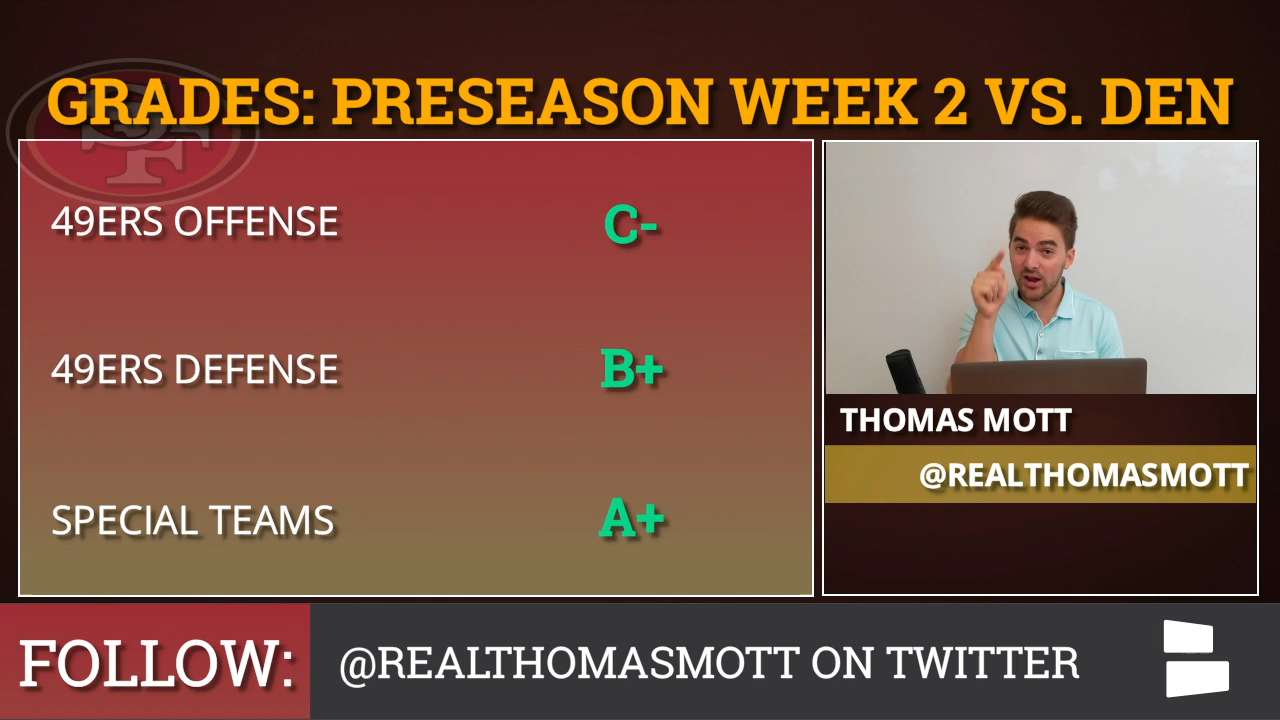 GRADES: PRESEASON WEEK 2 VS. DEN
SF
49ERS OFFENSE C-
49ERS DEFENSE B+
SPECIAL TEAMS A+
THOMAS MOTT
@REALTHOMASMOTT
FOLLOW: @REALTHOMASMOTT ON TWITTER